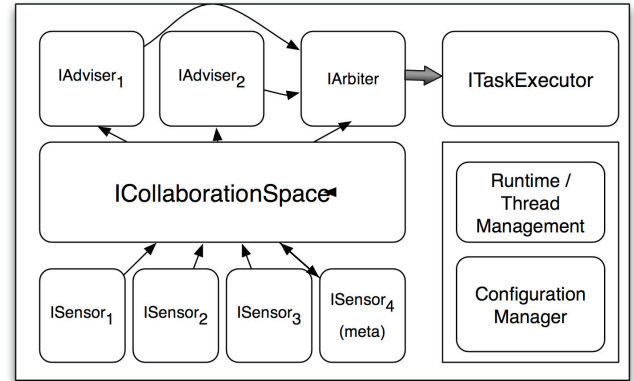 IAdviser1
IAdviser2
IArbiter
ITaskExecutor
ICollaborationSpace
Runtime /
Thread
Management
Configuration
Manager
ISensor1
ISensor2
ISensor3
ISensor4
(meta)